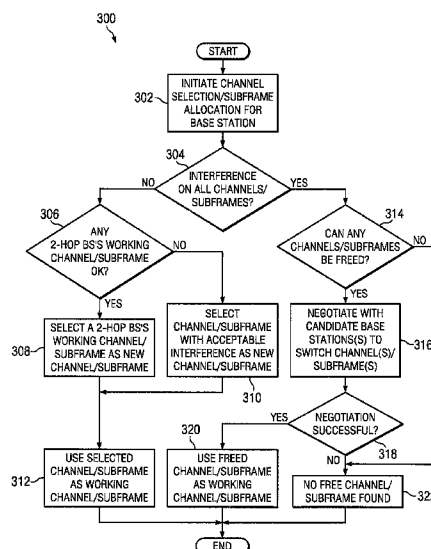 300
START
302
INITIATE CHANNEL
SELECTION/SUBFRAME
ALLOCATION FOR
BASE STATION
304
NO
INTERFERENCE
ON ALL CHANNELS/
SUBFRAMES?
YES
306
ANY
2-HOP BS'S WORKING
CHANNEL/SUBFRAME
OK?
NO
314
CAN ANY
CHANNELS/SUBFRAMES
BE FREED?
NO
YES
YES
308
SELECT A 2-HOP BS'S
WORKING CHANNEL/
SUBFRAME AS NEW
CHANNEL
SELECT
CHANNEL/SUBFRAME
WITH ACCEPTABLE
INTERFERENCE AS NEW
CHANNEL
310
NEGOTIATE WITH
CANDIDATE BASE
STATIONS(S) TO
SWITCH CHANNEL(S)/
SUBFRAME(S)
316
YES
NEGOTIATION
SUCCESSFUL?
318
NO
320
312
USE SELECTED
CHANNEL/SUBFRAME
AS WORKING
CHANNEL/SUBFRAME
USE FREED
CHANNEL/SUBFRAME
AS WORKING
CHANNEL/SUBFRAME
NO FREE CHANNEL/
SUBFRAME FOUND
END